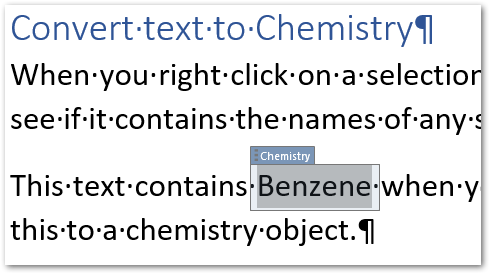 Convert·text·to·Chemistry¶
When·you·right·click·on·a·selection
see·if·it·contains·the·names·of·any·
Chemistry
This·text·contains·Benzene·when·
this·to·a·chemistry·object.¶